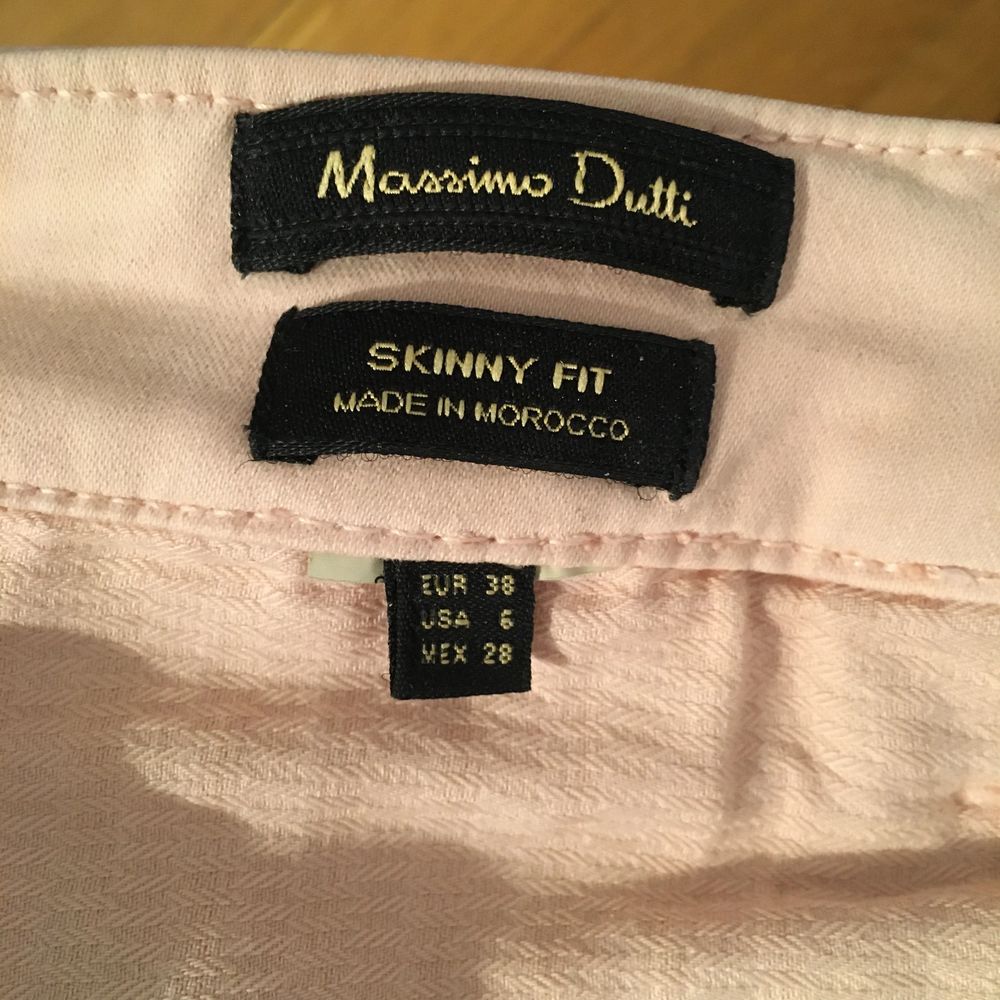 Massimo Dutti
SKINNY FIT
MADE IN MOROCCO
EUR 38
USA 6
MEX 28